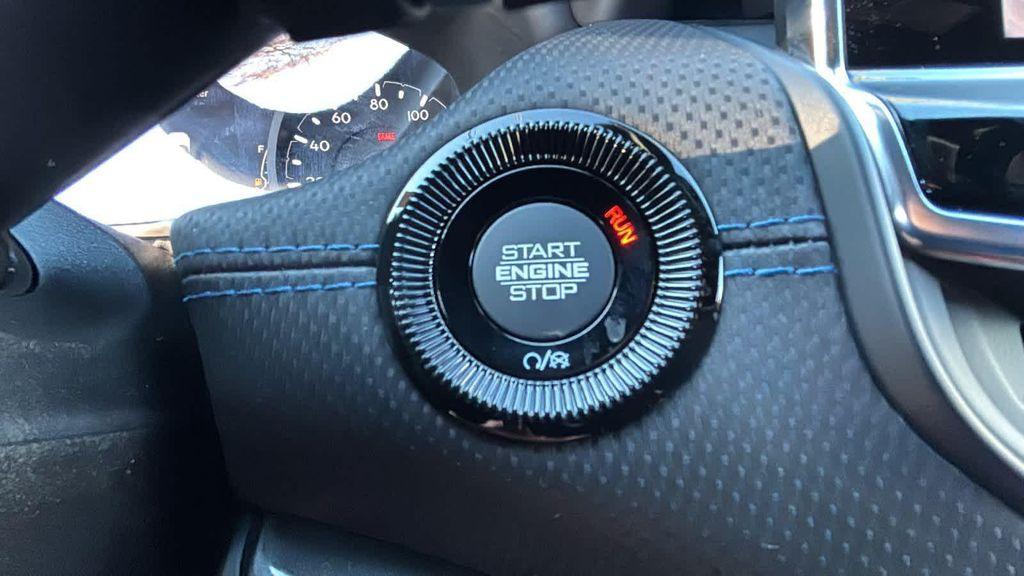 80
60
100
40
F
START
ENGINE
STOP
RUN